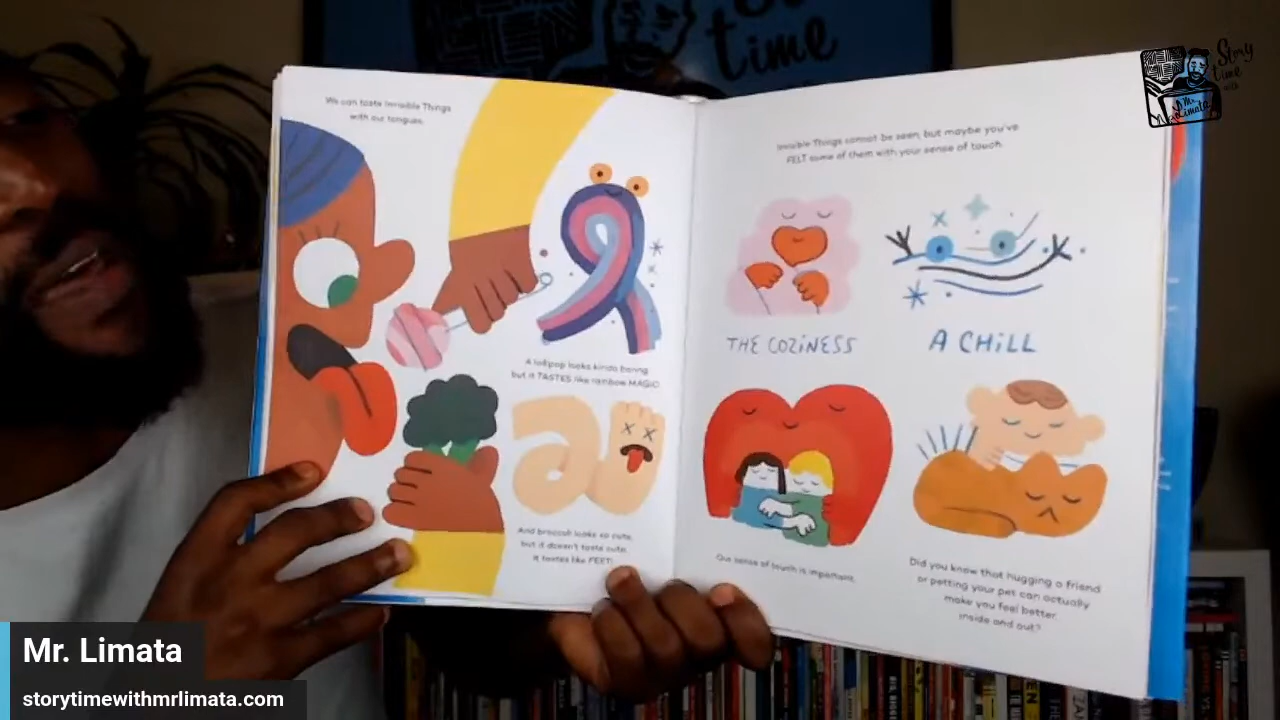 time
Story
time
with
Mr.
Limata
We can taste Invisible Things
with our tongues.
A lollipop looks kinda boring,
but it TASTES like rainbow MAGIC.
And broccoli looks so cute,
but it doesn't taste cute.
It tastes like FEET!
Invisible Things cannot be seen, but maybe you've
FELT some of them with your sense of touch.
THE COZINESS
A CHILL
Our sense of touch is important.
Did you know that hugging a friend
or petting your pet can actually
make you feel better
inside and out?
Mr. Limata
storytimewithmrlimata.com